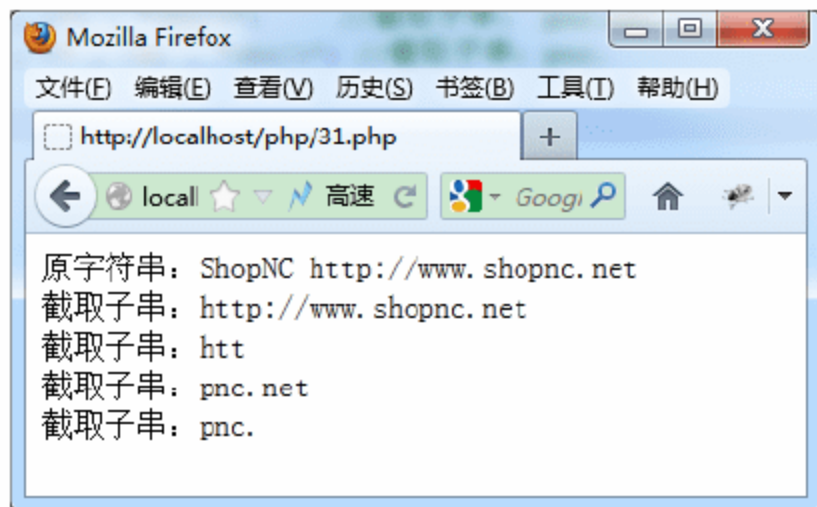 Mozilla Firefox
文件(F) 编辑(E) 查看(V) 历史(S) 书签(B) 工具(T) 帮助(H)
http://localhost/php/31.php
locall 高速 Googl
原字符串：ShopNC http://www.shopnc.net
截取子串：http://www.shopnc.net
截取子串：htt
截取子串：pnc.net
截取子串：pnc.